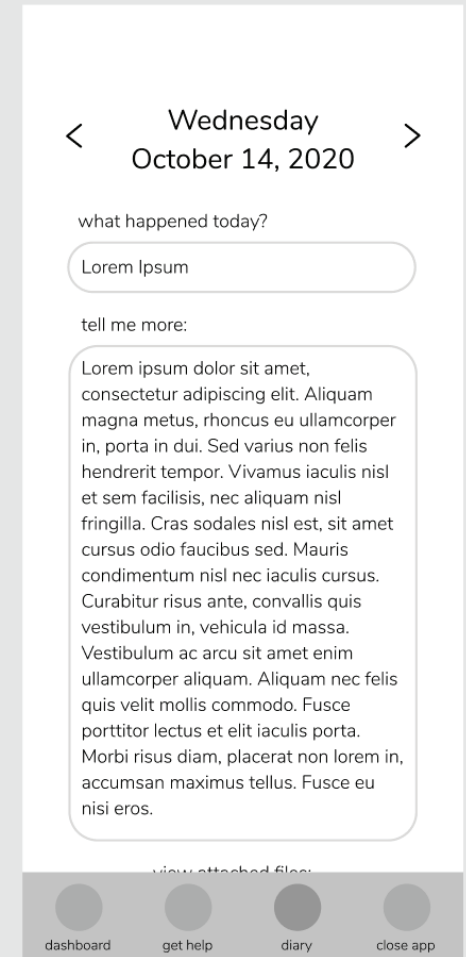 Wednesday
October 14, 2020
what happened today?
Lorem Ipsum
tell me more:
Lorem ipsum dolor sit amet,
consectetur adipiscing elit. Aliquam
magna metus, rhoncus eu ullamcorper
in, porta in dui. Sed varius non felis
hendrerit tempor. Vivamus iaculis nisl
et sem facilisis, nec aliquam nisl
fringilla. Cras sodales nisl est, sit amet
cursus odio faucibus sed. Mauris
condimentum nisl nec iaculis cursus.
Curabitur risus ante, convallis quis
vestibulum in, vehicula id massa.
Vestibulum ac arcu sit amet enim
ullamcorper aliquam. Aliquam nec felis
quis velit mollis commodo. Fusce
porttitor lectus et elit iaculis porta.
Morbi risus diam, placerat non lorem in,
accumsan maximus tellus. Fusce eu
nisi eros.
view attached files:
dashboard get help diary close app